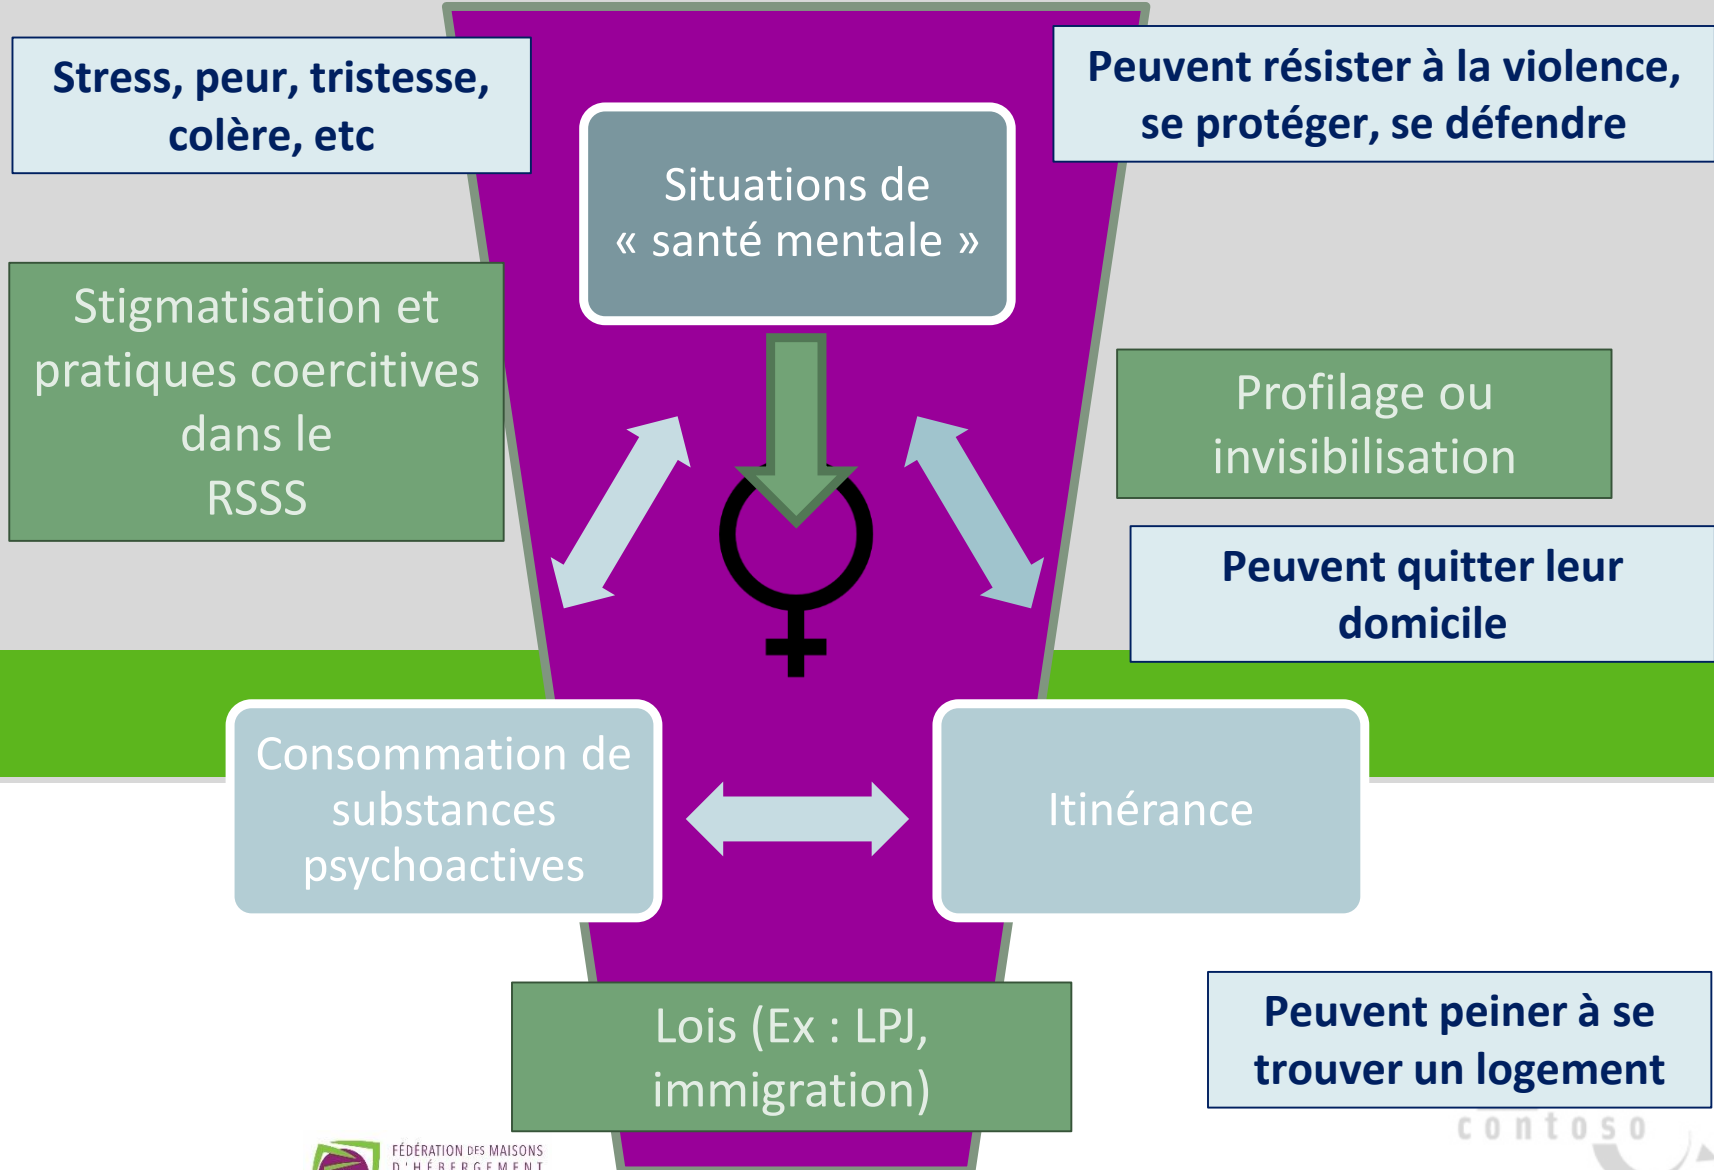 Stress, peur, tristesse,
colère, etc
Peuvent résister à la violence,
se protéger, se défendre
Situations de
« santé mentale »
Stigmatisation et
pratiques coercitives
dans le
RSSS
Profilage ou
invisibilisation
Peuvent quitter leur
domicile
Consommation de
substances
psychoactives
Itinérance
Lois (Ex : LPJ,
immigration)
Peuvent peiner à se
trouver un logement
contoso
FÉDÉRATION DES MAISONS
D'HÉBERGEMENT